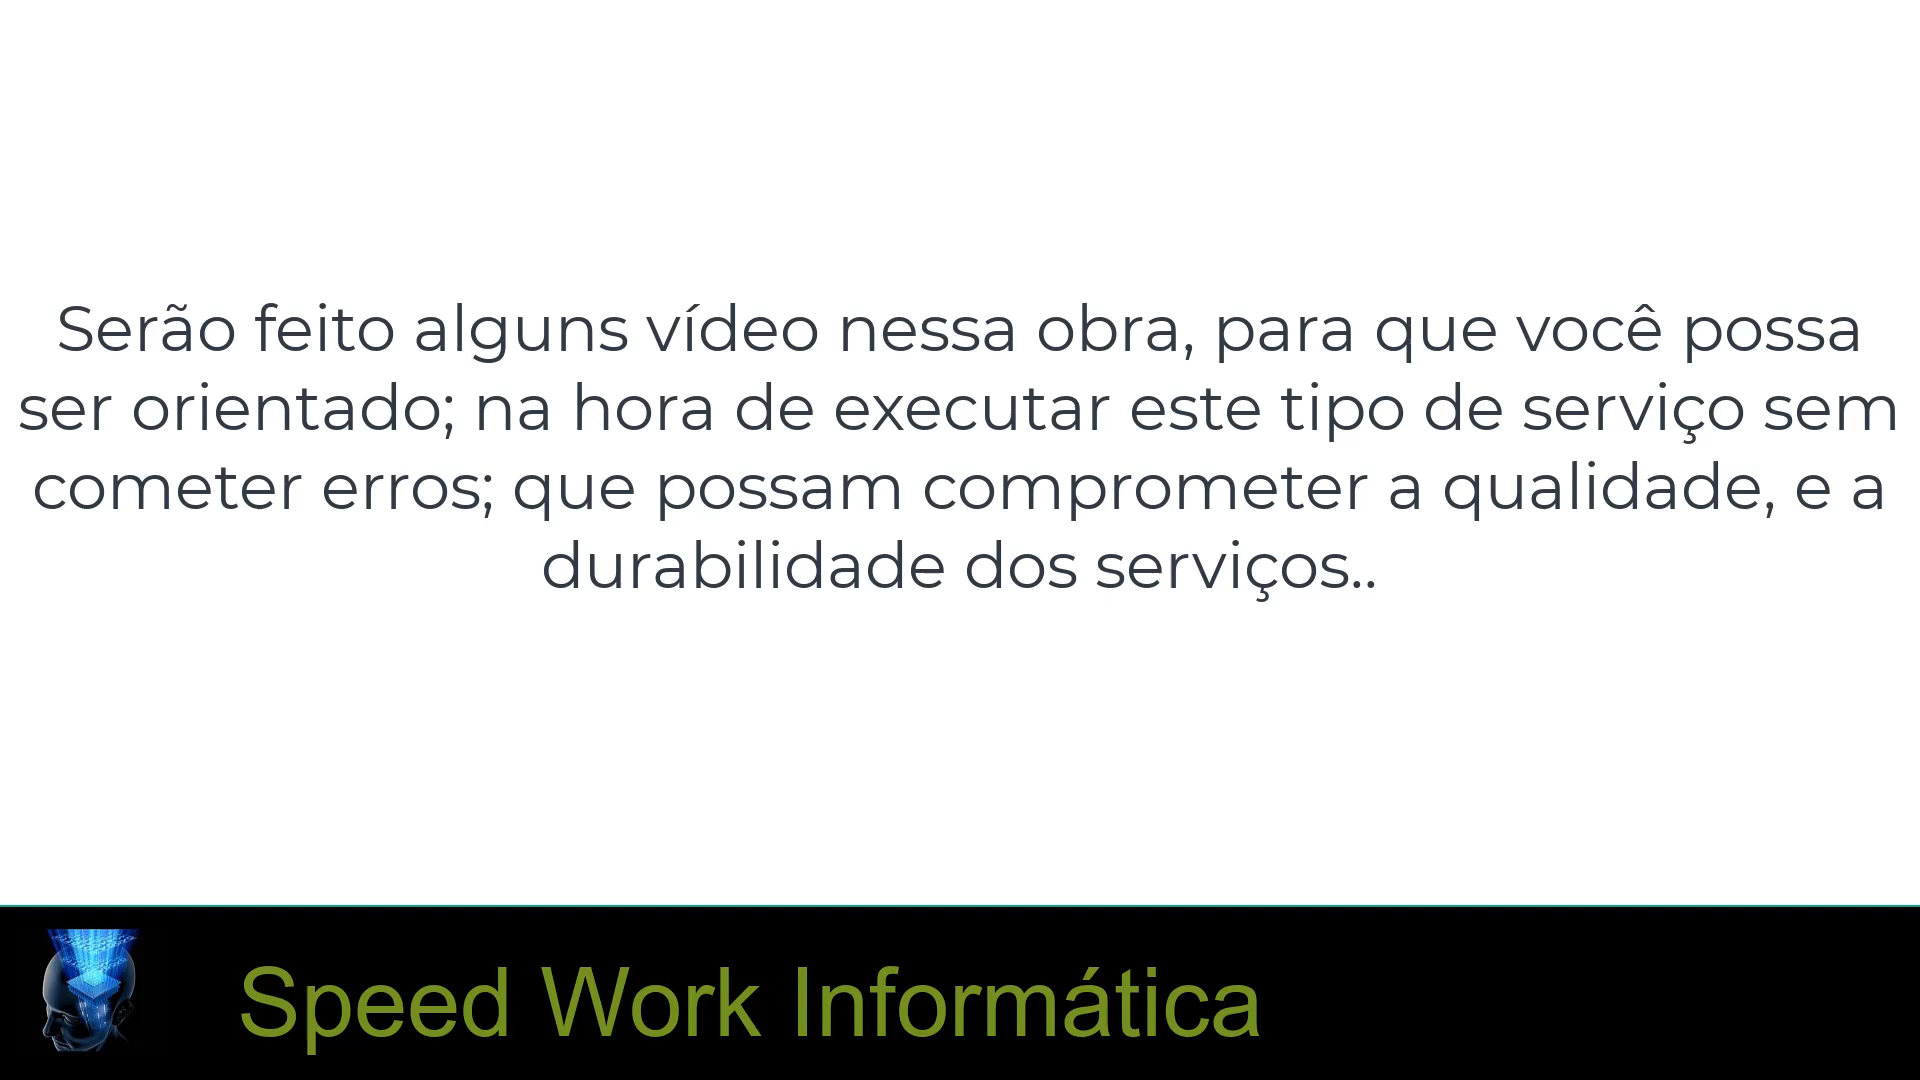 Serão feito alguns vídeo nessa obra, para que você possa
ser orientado; na hora de executar este tipo de serviço sem
cometer erros; que possam comprometer a qualidade, e a
durabilidade dos serviços..
Speed Work Informática